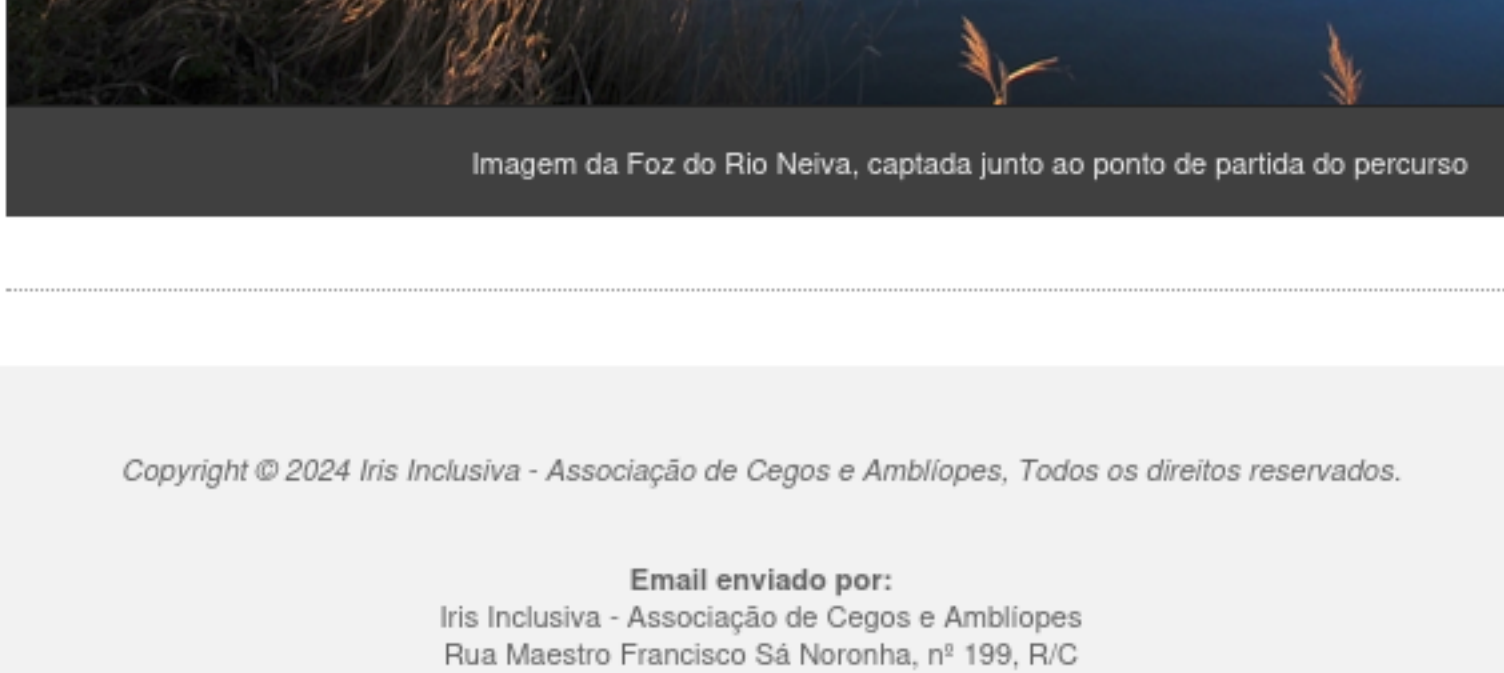 Imagem da Foz do Rio Neiva, captada junto ao ponto de partida do percurso
Copyright © 2024 Iris Inclusiva - Associação de Cegos e Amblíopes, Todos os direitos reservados.
Email enviado por:
Iris Inclusiva - Associação de Cegos e Amblíopes
Rua Maestro Francisco Sá Noronha, nº 199, R/C